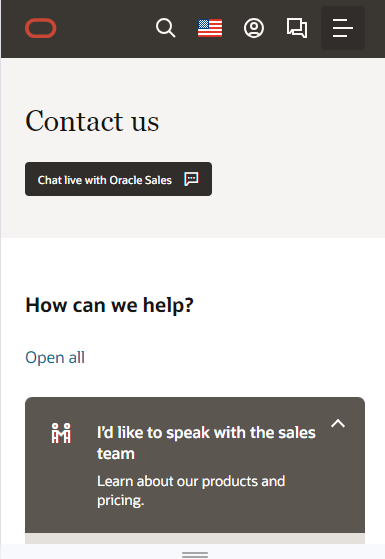 Contact us
Chat live with Oracle Sales
How can we help?
Open all
I'd like to speak with the sales
team
Learn about our products and
pricing.